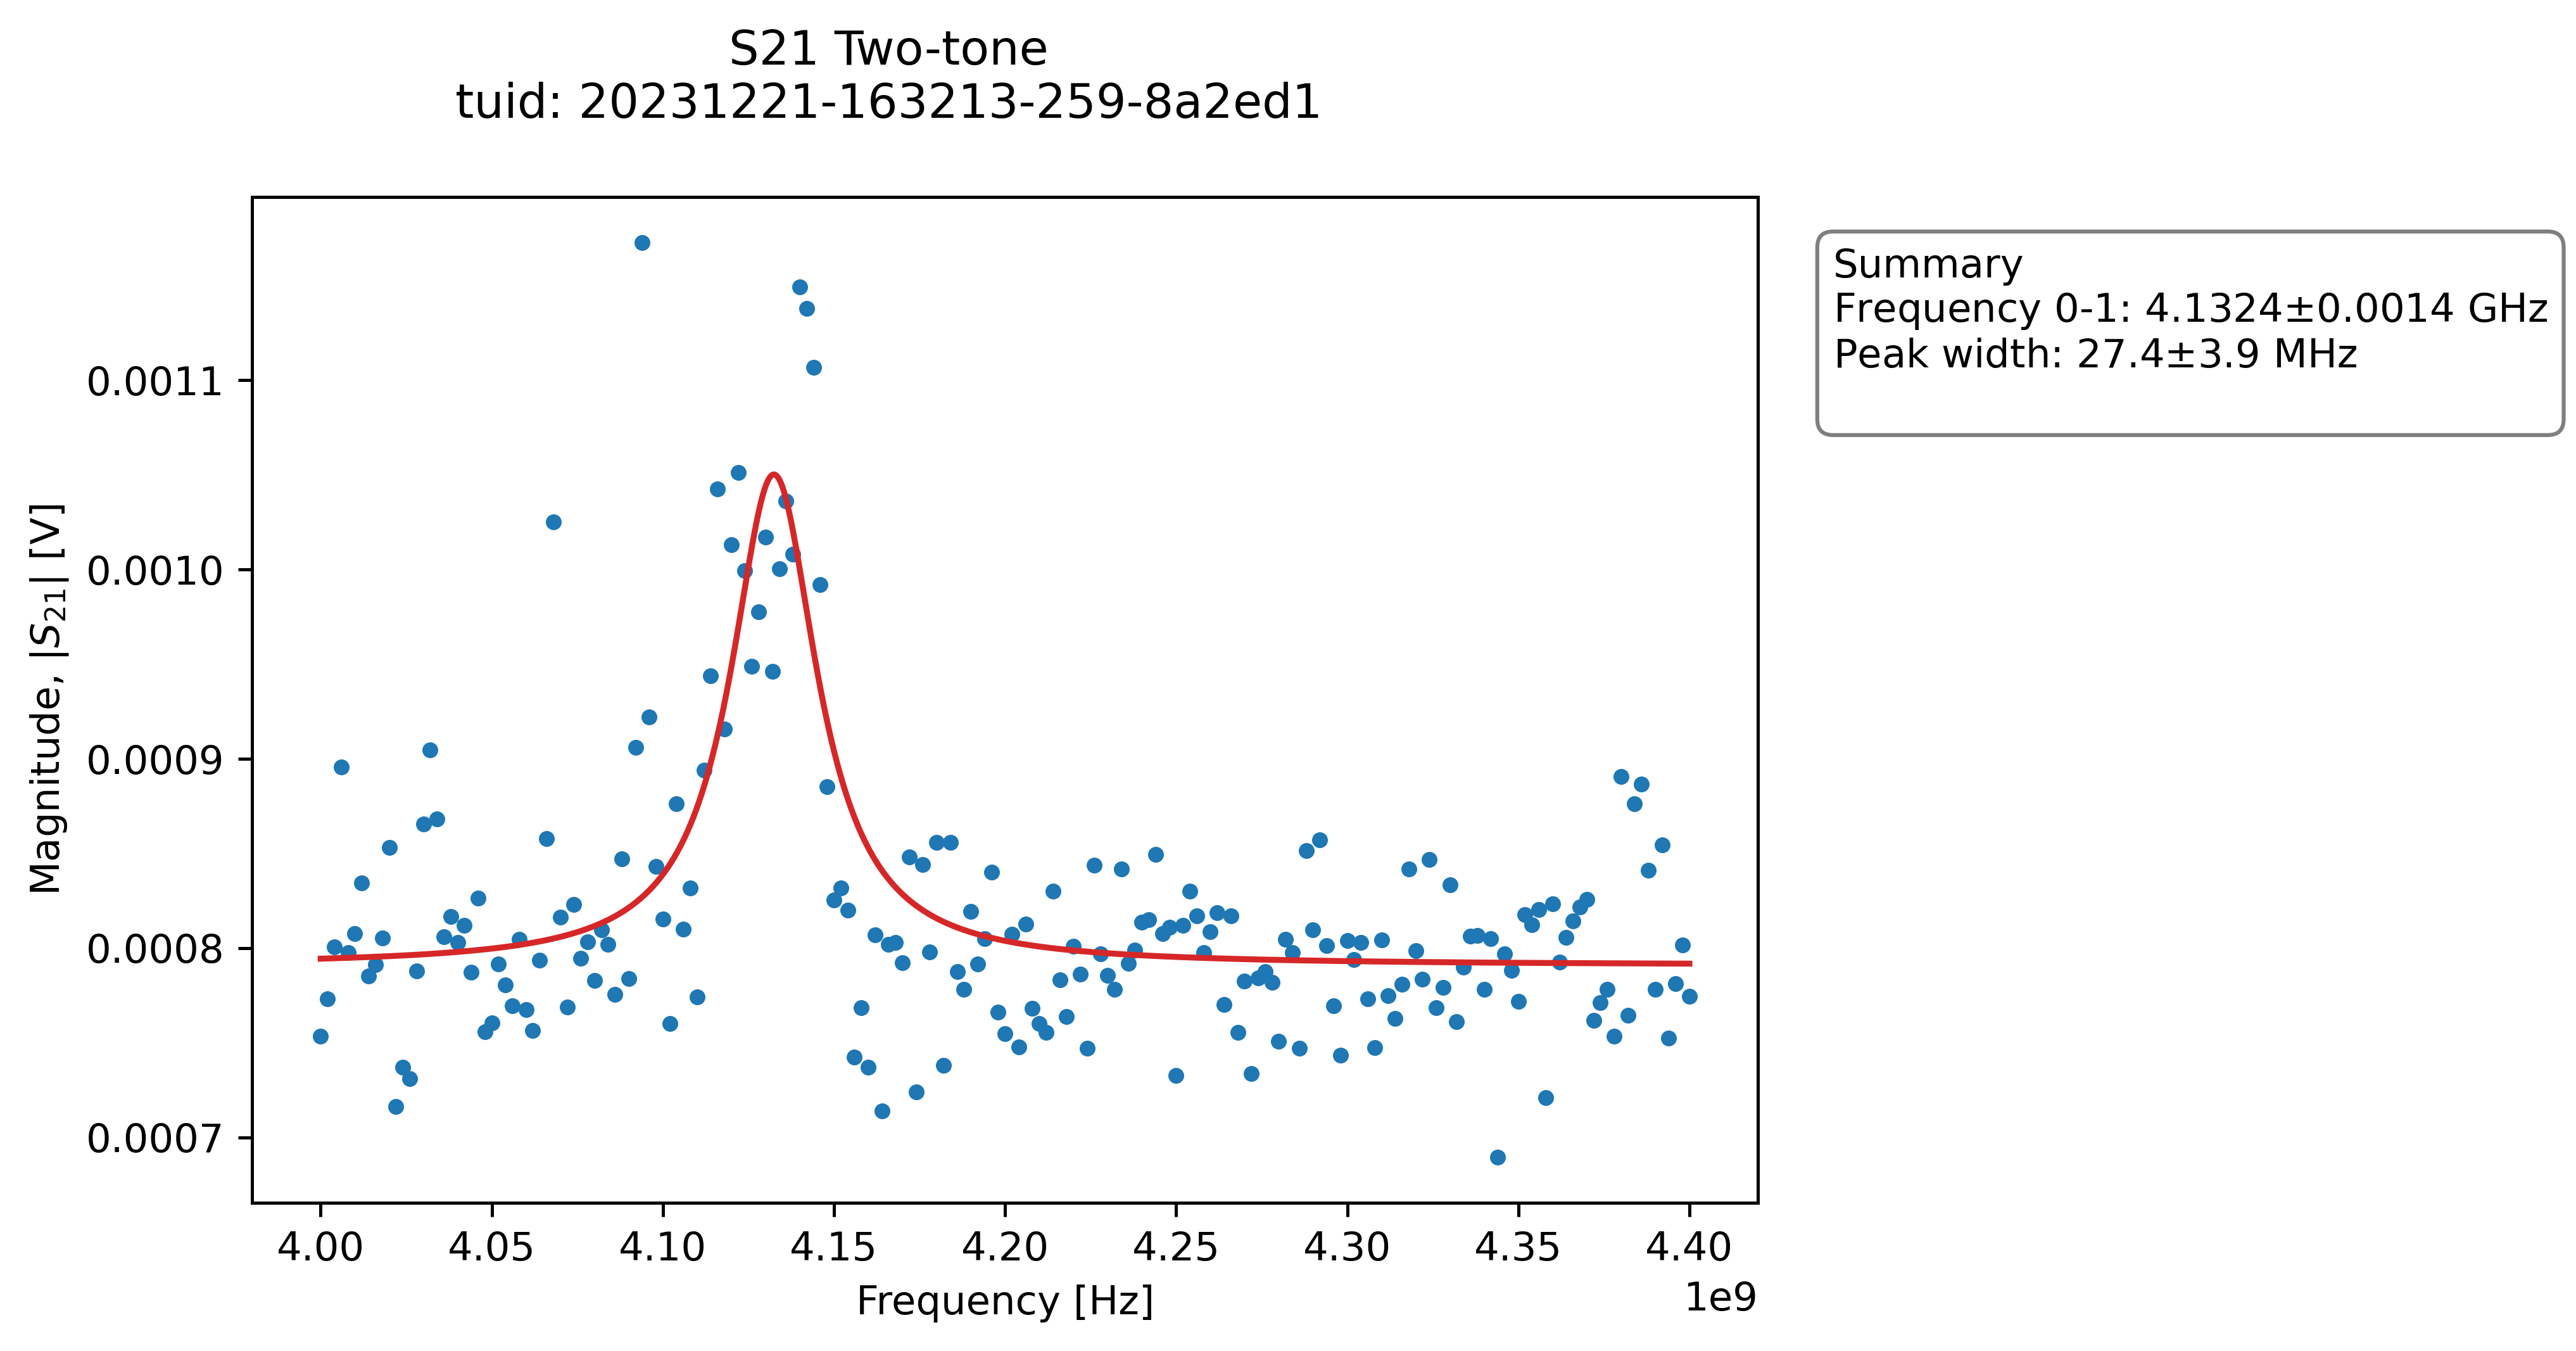 S21 Two-tone
tuid: 20231221-163213-259-8a2ed1
Summary
Frequency 0-1: 4.1324±0.0014 GHz
Peak width: 27.4±3.9 MHz
Magnitude, |S21| [V]
0.0011
0.0010
0.0009
0.0008
0.0007
4.00 4.05 4.10 4.15 4.20 4.25 4.30 4.35 4.40
1e9
Frequency [Hz]